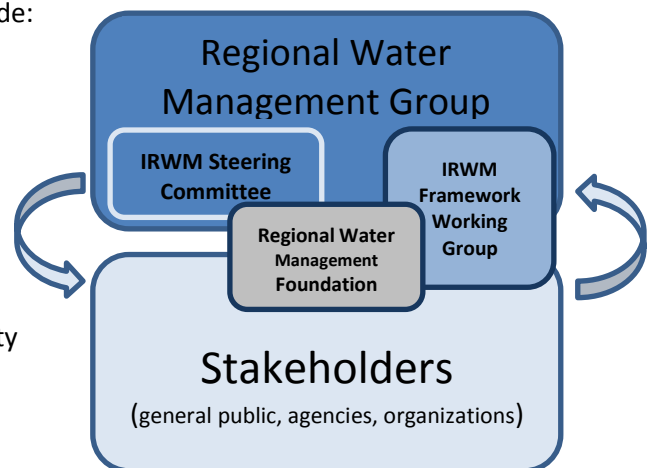 de:
Regional Water
Management Group
IRWM Steering
Committee
IRWM
Framework
Working
Group
Regional Water
Management
Foundation
ty
Stakeholders
(general public, agencies, organizations)